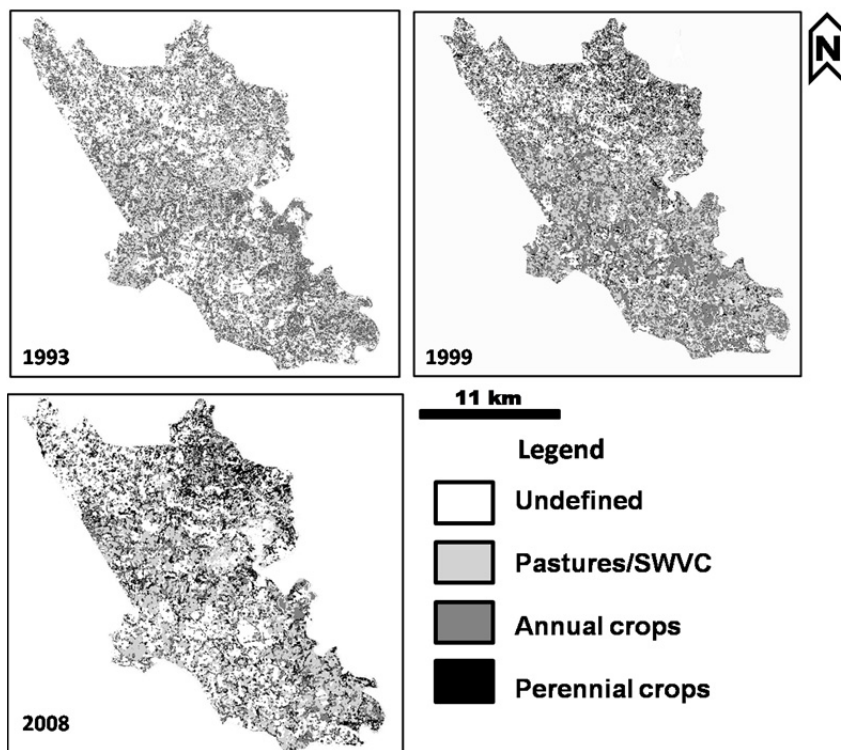 N
1993
1999
11 km
Legend
Undefined
Pastures/SWVC
Annual crops
Perennial crops
2008